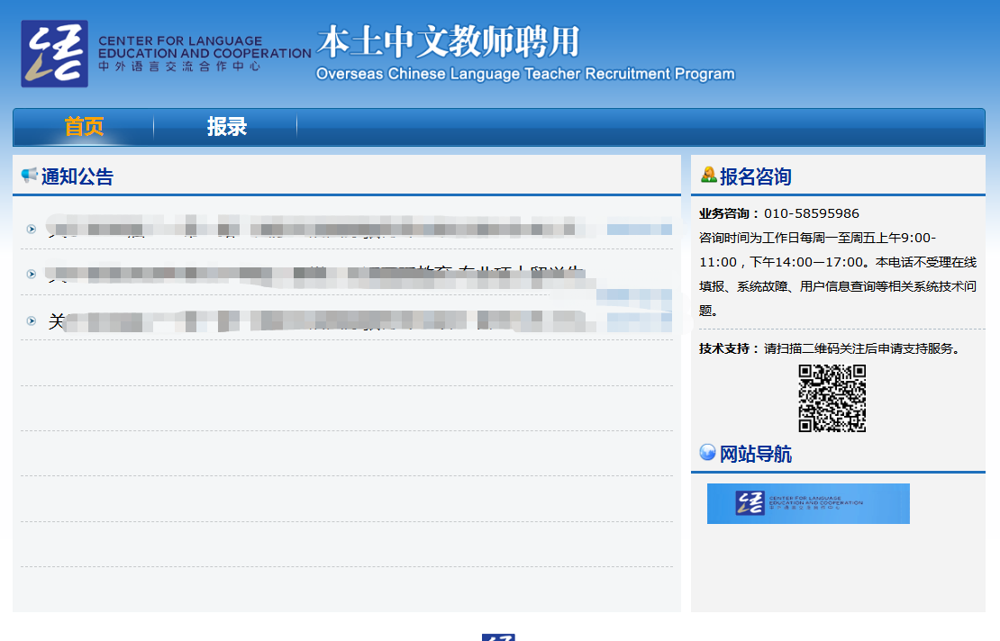 CENTER FOR LANGUAGE
EDUCATION AND COOPERATION
中外语言交流合作中心
本土中文教师聘用
Overseas Chinese Language Teacher Recruitment Program
首页
报录
通知公告
关
报名咨询
业务咨询：010-58595986
咨询时间为工作日每周一至周五上午9:00-
11:00，下午14:00—17:00。本电话不受理在线
填报、系统故障、用户信息查询等相关系统技术问
题。
技术支持：请扫描二维码关注后申请支持服务。
网站导航
CENTER FOR LANGUAGE
EDUCATION AND COOPERATION
中外语言交流合作中心